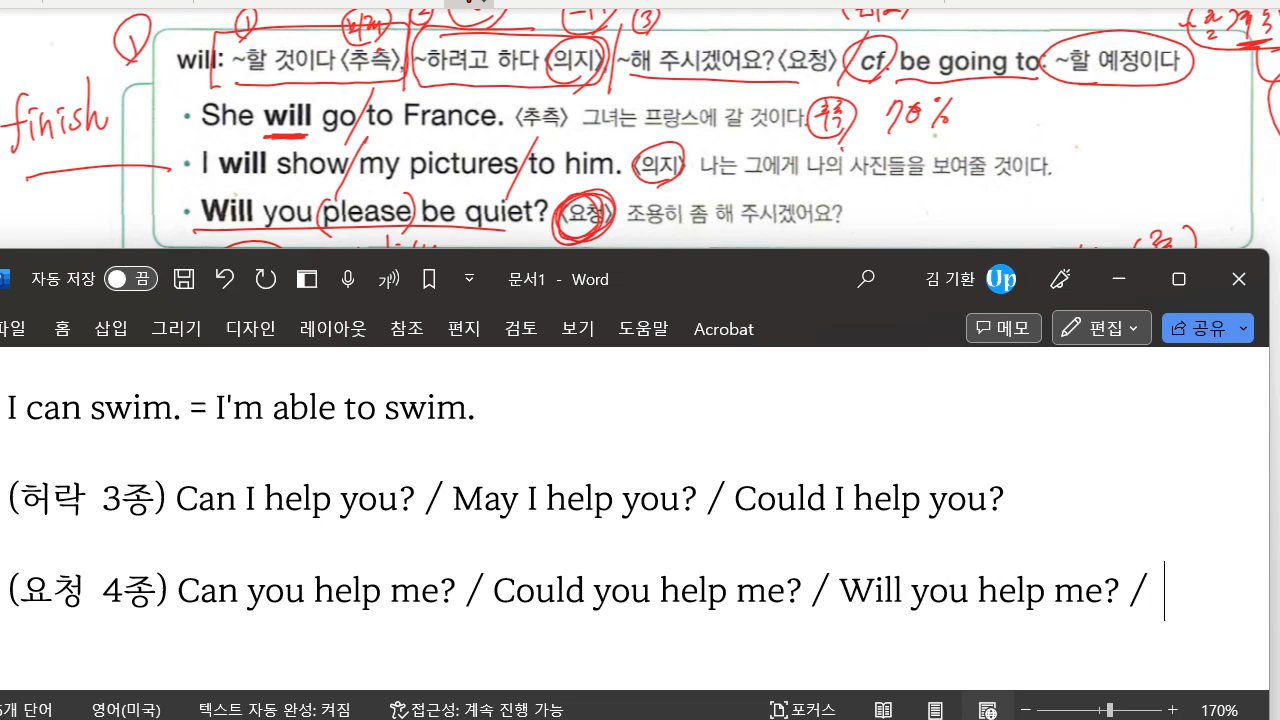 ① ① ② ③
will: ~할 것이다〈추측〉, ~하려고 하다〈의지〉, ~해 주시겠어요?〈요청〉 cf. be going to: ~할 예정이다
finish
• She will go to France. 〈추측〉 그녀는 프랑스에 갈 것이다. 70%
• I will show my pictures to him. 〈의지〉 나는 그에게 나의 사진들을 보여줄 것이다.
• Will you please be quiet? 〈요청〉 조용히 좀 해 주시겠어요?
자동 저장 끔 가 문서1 - Word 김 기환 Up
파일 홈 삽입 그리기 디자인 레이아웃 참조 편지 검토 보기 도움말 Acrobat 메모 편집 공유
I can swim. = I'm able to swim.
(허락 3종) Can I help you? / May I help you? / Could I help you?
(요청 4종) Can you help me? / Could you help me? / Will you help me? /
개 단어 영어(미국) 텍스트 자동 완성: 켜짐 접근성: 계속 진행 가능 포커스 170%